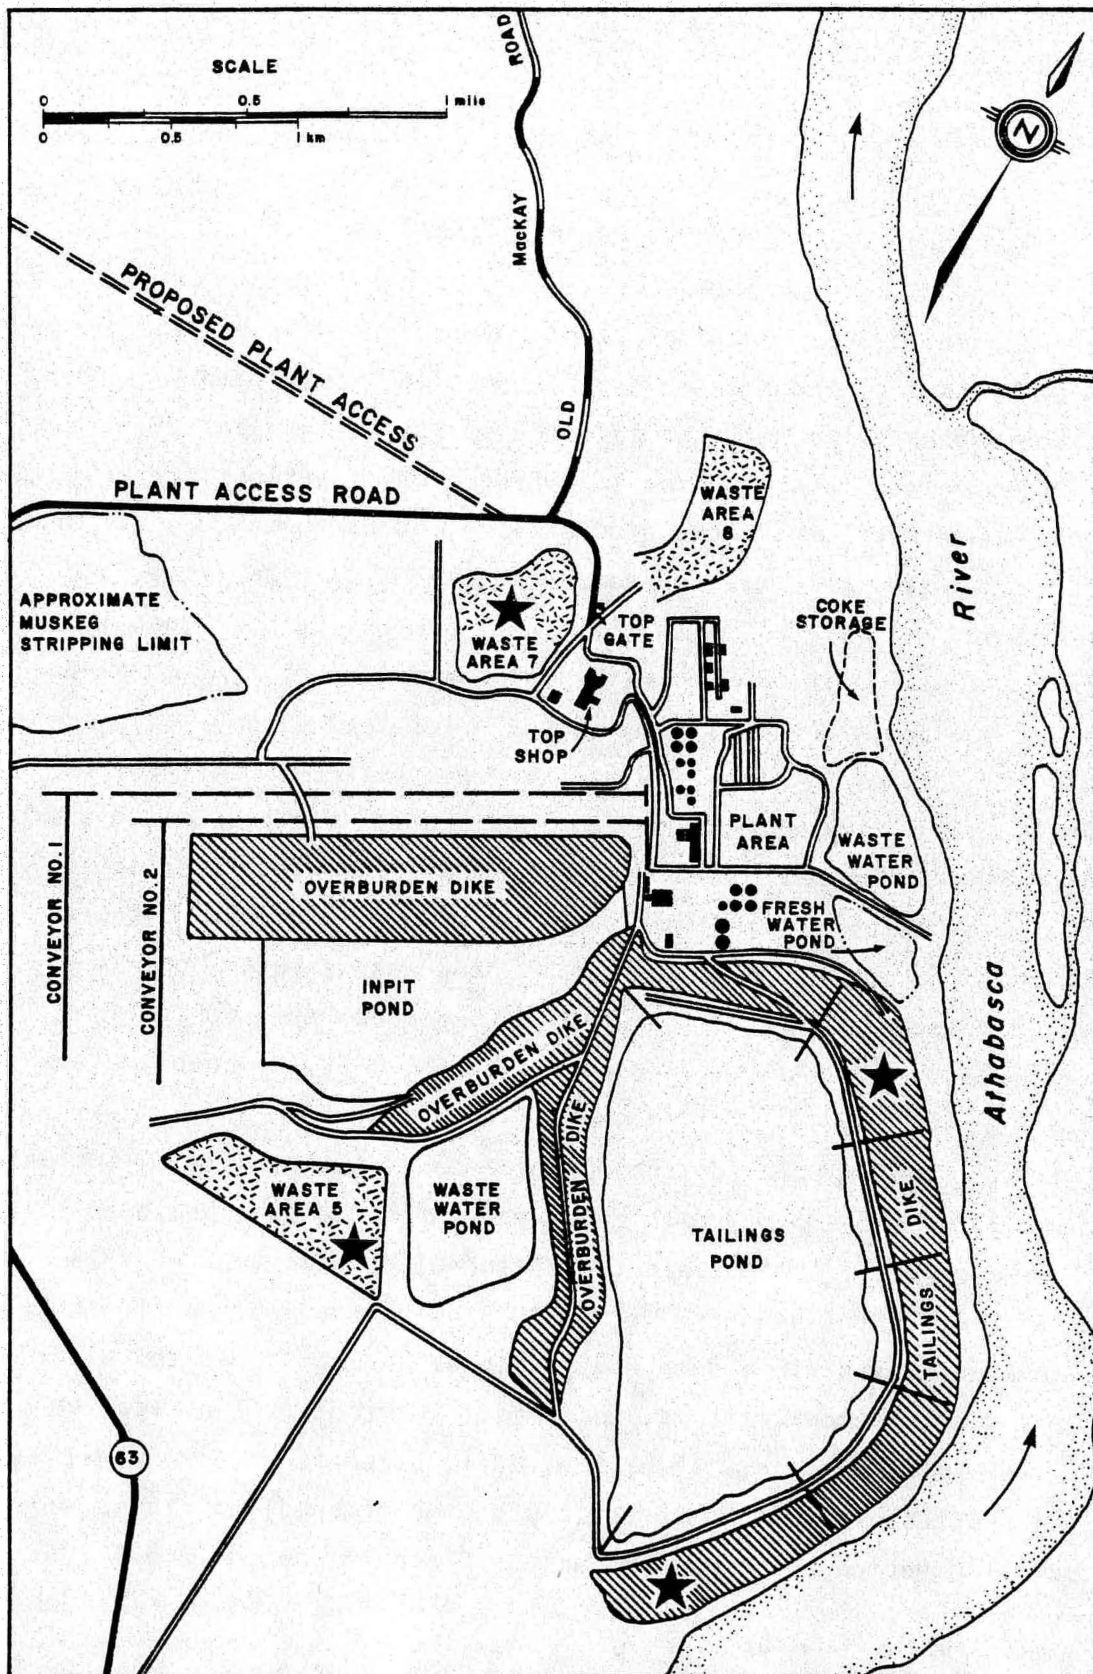 SCALE
0 0.5 1 mile
0 0.5 1 km
ROAD
MacKAY
OLD
N
PROPOSED PLANT ACCESS
PLANT ACCESS ROAD
WASTE
AREA
8
APPROXIMATE
MUSKEG
STRIPPING LIMIT
WASTE
AREA 7
TOP
GATE
COKE
STORAGE
River
TOP
SHOP
PLANT
AREA
WASTE
WATER
POND
CONVEYOR NO.1
CONVEYOR NO.2
OVERBURDEN DIKE
FRESH
WATER
POND
INPIT
POND
OVERBURDEN DIKE
OVERBURDEN DIKE
Athabasca
WASTE
AREA 5
WASTE
WATER
POND
TAILINGS
POND
TAILINGS DIKE
63